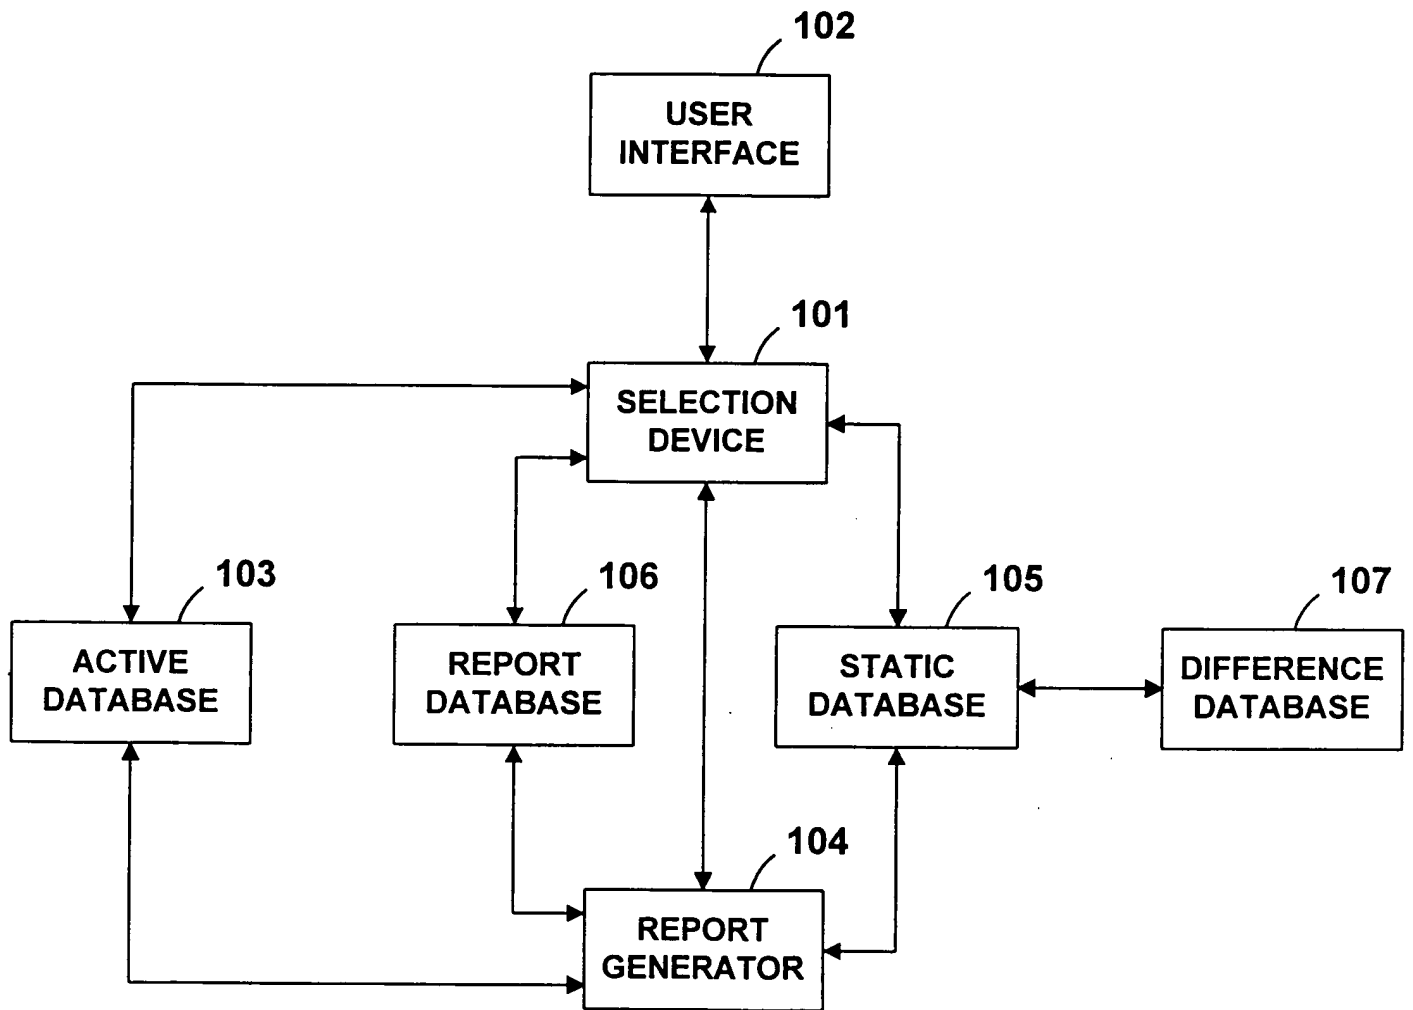 102
USER
INTERFACE
101
SELECTION
DEVICE
103
ACTIVE
DATABASE
106
REPORT
DATABASE
105
STATIC
DATABASE
107
DIFFERENCE
DATABASE
104
REPORT
GENERATOR